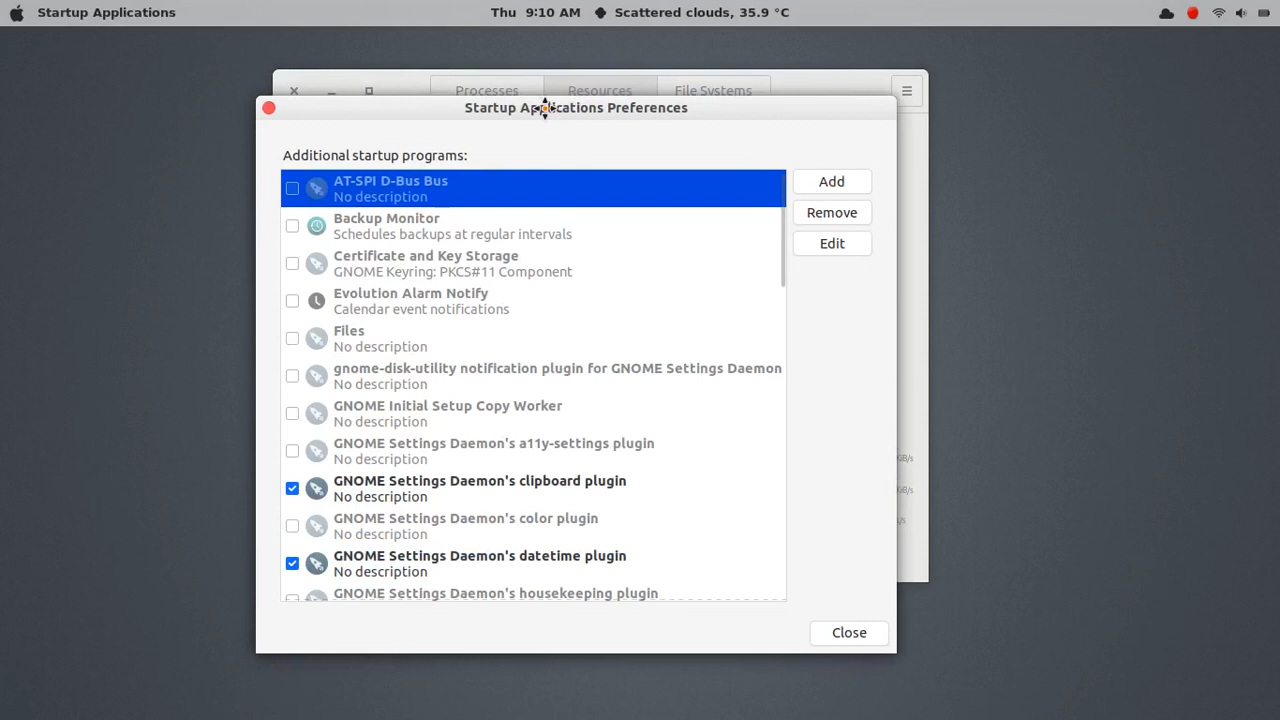 Startup Applications
Thu 9:10 AM
Scattered clouds, 35.9 °C
Processes
Resources
File Systems
Startup Applications Preferences
Additional startup programs:
AT-SPI D-Bus Bus
No description
Backup Monitor
Schedules backups at regular intervals
Certificate and Key Storage
GNOME Keyring: PKCS#11 Component
Evolution Alarm Notify
Calendar event notifications
Files
No description
gnome-disk-utility notification plugin for GNOME Settings Daemon
No description
GNOME Initial Setup Copy Worker
No description
GNOME Settings Daemon's a11y-settings plugin
No description
GNOME Settings Daemon's clipboard plugin
No description
GNOME Settings Daemon's color plugin
No description
GNOME Settings Daemon's datetime plugin
No description
GNOME Settings Daemon's housekeeping plugin
Add
Remove
Edit
KiB/s
KiB/s
/s
Close